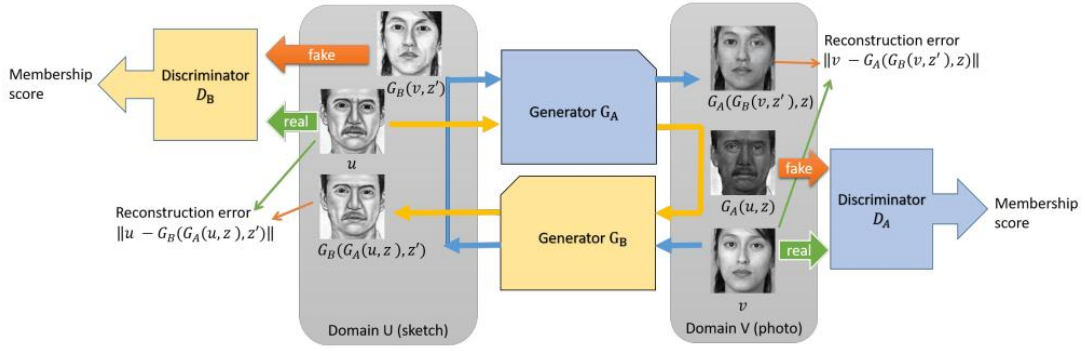 Membership
score
Discriminator
D_B
fake
real
G_B(v, z′)
u
G_B(G_A(u, z), z′)
Reconstruction error
‖u − G_B(G_A(u, z), z′)‖
Domain U (sketch)
Generator G_A
Generator G_B
G_A(G_B(v, z′), z)
G_A(u, z)
v
Domain V (photo)
Reconstruction error
‖v − G_A(G_B(v, z′), z)‖
fake
real
Discriminator
D_A
Membership
score